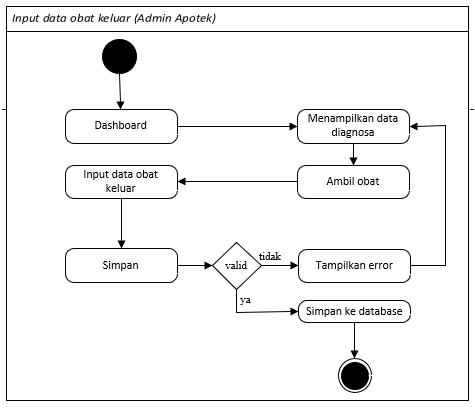 Input data obat keluar (Admin Apotek)
Dashboard
Menampilkan data
diagnosa
Input data obat
keluar
Ambil obat
Simpan
valid
tidak
Tampilkan error
ya
Simpan ke database